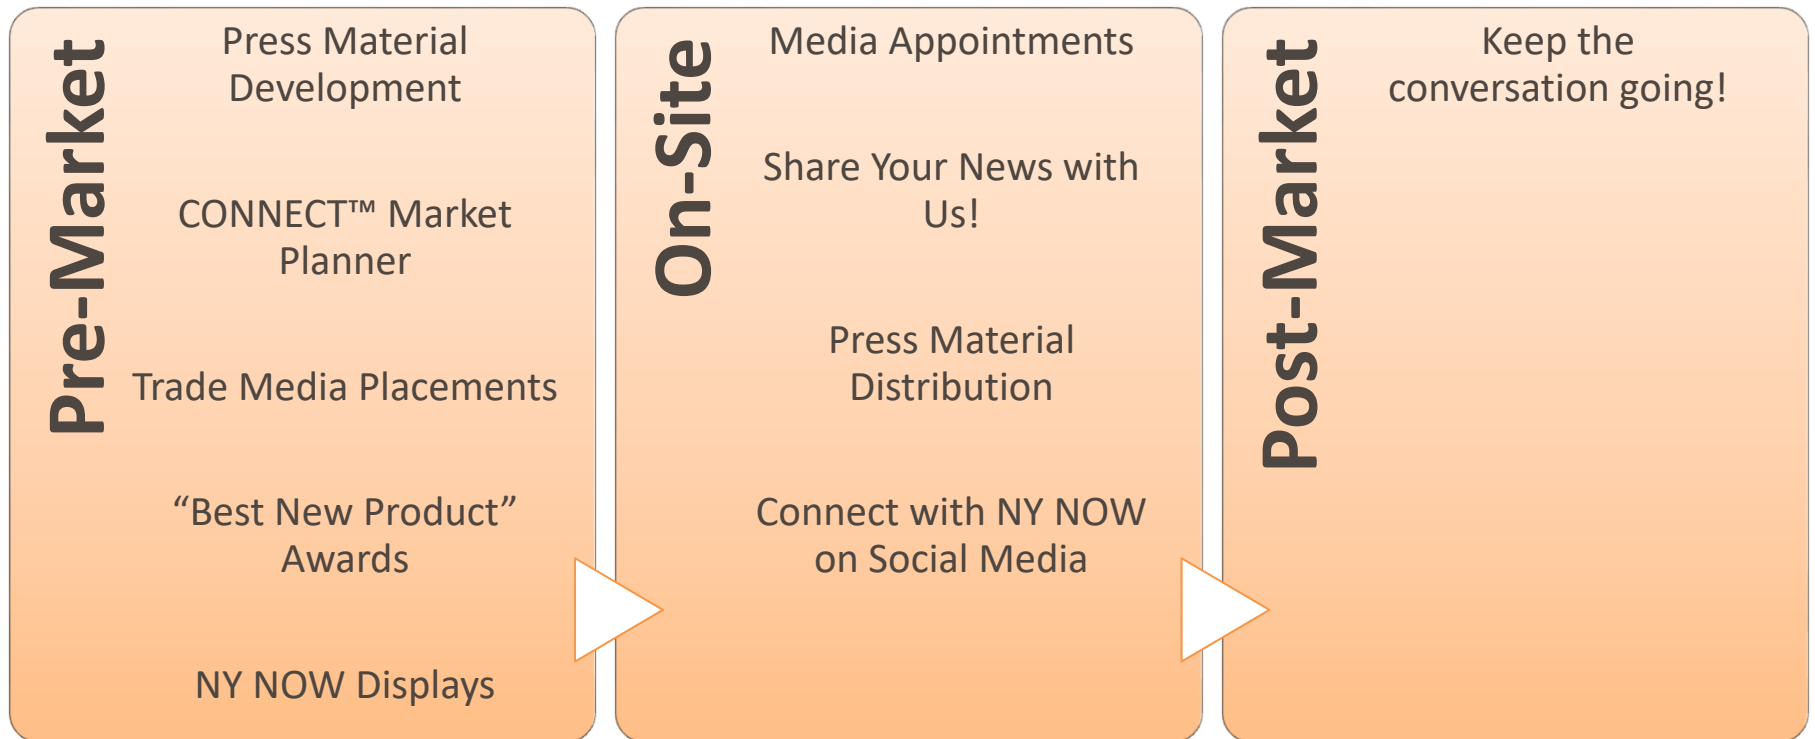 Pre-Market
Press Material
Development
CONNECT™ Market
Planner
Trade Media Placements
“Best New Product”
Awards
NY NOW Displays
On-Site
Media Appointments
Share Your News with
Us!
Press Material
Distribution
Connect with NY NOW
on Social Media
Post-Market
Keep the
conversation going!